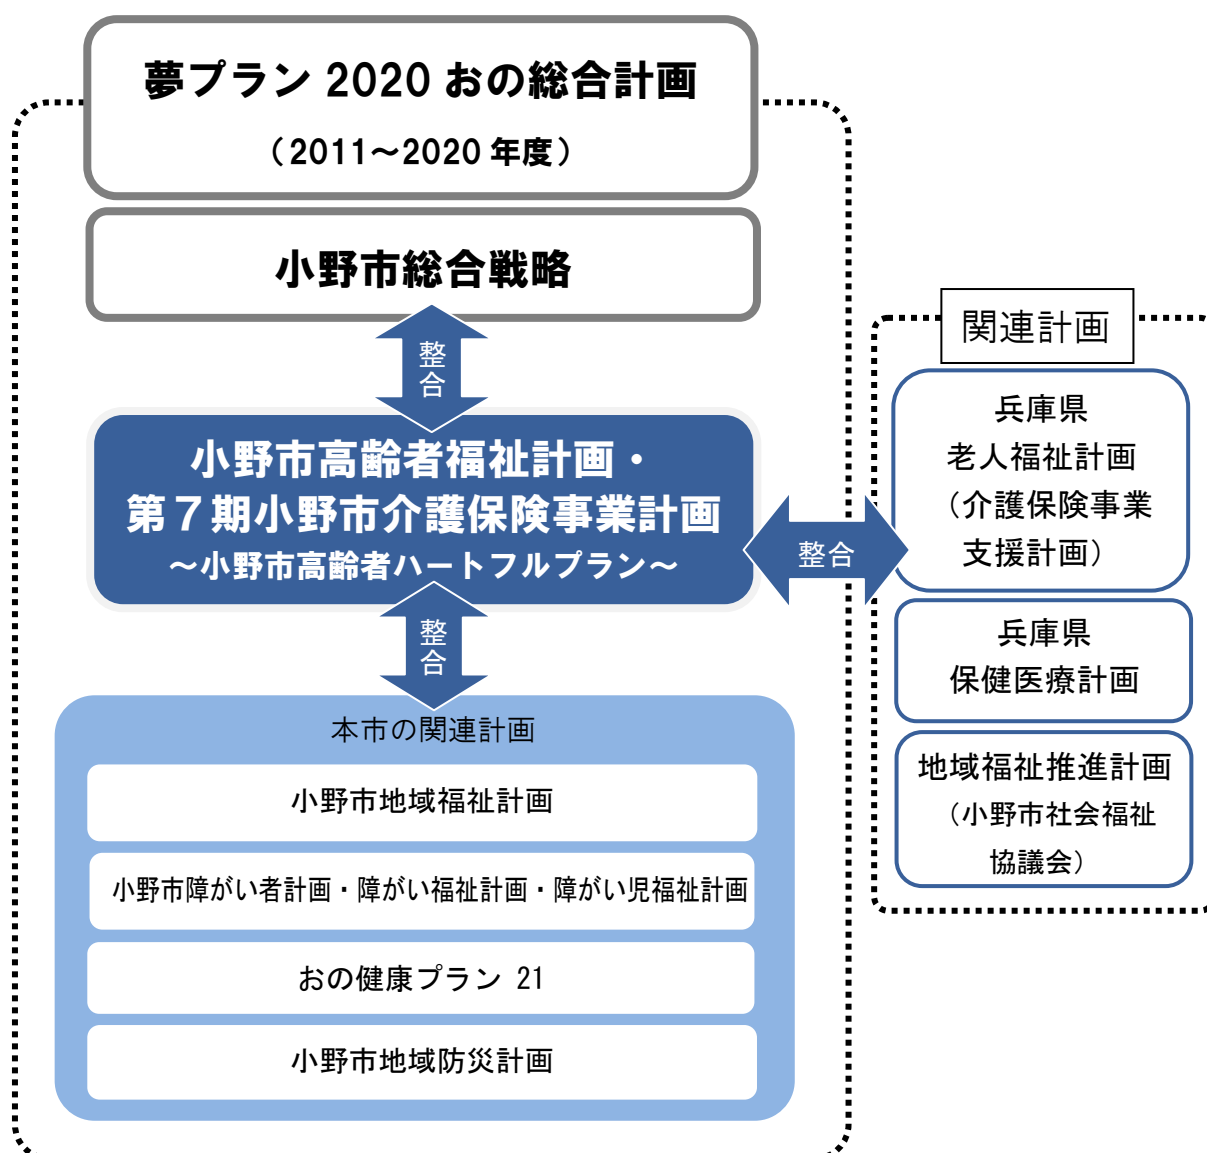 夢プラン 2020 おの総合計画
（2011～2020 年度）
小野市総合戦略
整合
小野市高齢者福祉計画・
第７期小野市介護保険事業計画
～小野市高齢者ハートフルプラン～
整合
整合
本市の関連計画
小野市地域福祉計画
小野市障がい者計画・障がい福祉計画・障がい児福祉計画
おの健康プラン 21
小野市地域防災計画
関連計画
兵庫県
老人福祉計画
（介護保険事業
支援計画）
兵庫県
保健医療計画
地域福祉推進計画
（小野市社会福祉
協議会）